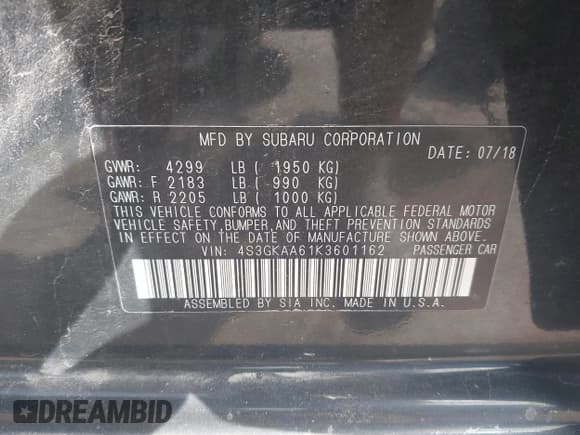 MFD BY SUBARU CORPORATION
DATE: 07/18
GVWR: 4299 LB ( 1950 KG)
GAWR: F 2183 LB ( 990 KG)
GAWR: R 2205 LB ( 1000 KG)
THIS VEHICLE CONFORMS TO ALL APPLICABLE FEDERAL MOTOR
VEHICLE SAFETY, BUMPER, AND THEFT PREVENTION STANDARDS
IN EFFECT ON THE DATE OF MANUFACTURE SHOWN ABOVE.
VIN: 4S3GKAA61K3601162 PASSENGER CAR
ASSEMBLED BY SIA INC. MADE IN U.S.A.
DREAMBID